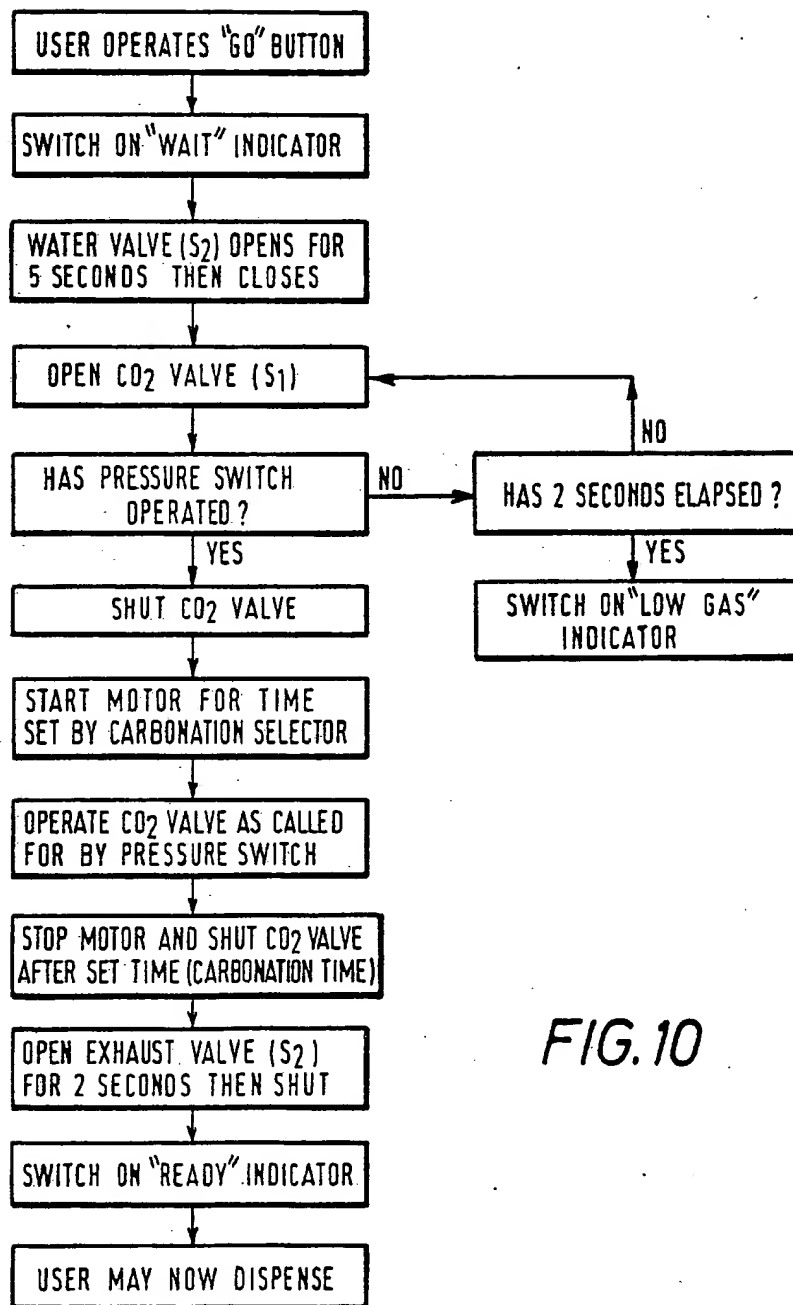 USER OPERATES "GO" BUTTON
SWITCH ON "WAIT" INDICATOR
WATER VALVE (S2) OPENS FOR
5 SECONDS THEN CLOSES
OPEN CO2 VALVE (S1)
NO
HAS PRESSURE SWITCH
OPERATED ?
NO
HAS 2 SECONDS ELAPSED ?
YES
YES
SHUT CO2 VALVE
SWITCH ON "LOW GAS"
INDICATOR
START MOTOR FOR TIME
SET BY CARBONATION SELECTOR
OPERATE CO2 VALVE AS CALLED
FOR BY PRESSURE SWITCH
STOP MOTOR AND SHUT CO2 VALVE
AFTER SET TIME (CARBONATION TIME)
OPEN EXHAUST VALVE (S2)
FOR 2 SECONDS THEN SHUT
SWITCH ON "READY" INDICATOR
USER MAY NOW DISPENSE
FIG. 10